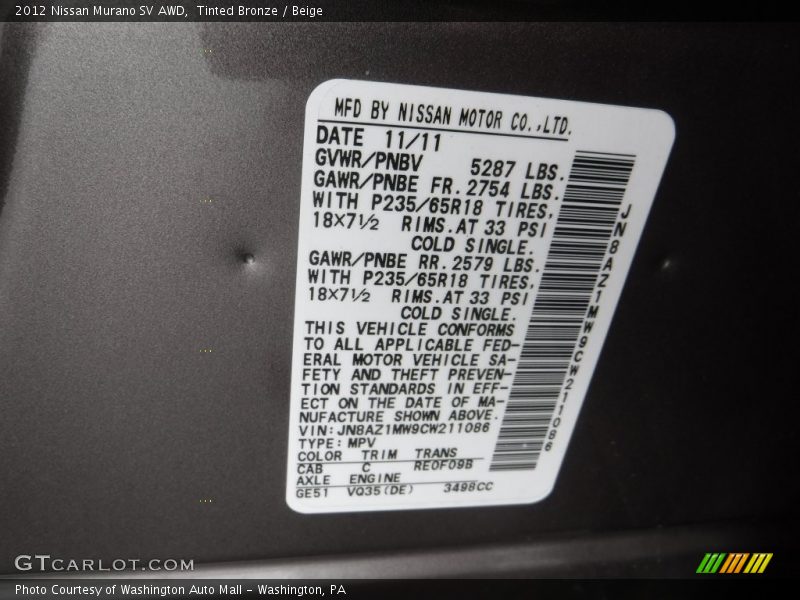 2012 Nissan Murano SV AWD,  Tinted Bronze / Beige
MFD BY NISSAN MOTOR CO.,LTD.
DATE 11/11
GVWR/PNBV 5287 LBS.
GAWR/PNBE FR. 2754 LBS.
WITH P235/65R18 TIRES,
18×7½ RIMS.AT 33 PSI
COLD SINGLE.
GAWR/PNBE RR. 2579 LBS.
WITH P235/65R18 TIRES,
18×7½ RIMS.AT 33 PSI
COLD SINGLE.
THIS VEHICLE CONFORMS
TO ALL APPLICABLE FED-
ERAL MOTOR VEHICLE SA-
FETY AND THEFT PREVEN-
TION STANDARDS IN EFF-
ECT ON THE DATE OF MA-
NUFACTURE SHOWN ABOVE.
VIN:JN8AZ1MW9CW211086
TYPE:MPV
COLOR TRIM TRANS
CAB C RE0F09B
AXLE ENGINE
GE51 VQ35(DE) 3498CC
JN8AZ1MW9CW211086
GTCARLOT.COM
Photo Courtesy of Washington Auto Mall - Washington, PA